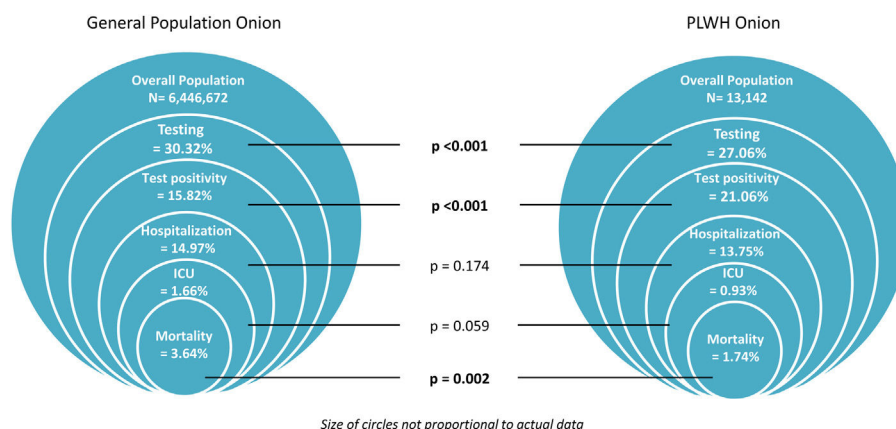 General Population Onion
Overall Population
N= 6,446,672
Testing
= 30.32%
Test positivity
= 15.82%
Hospitalization
= 14.97%
ICU
= 1.66%
Mortality
= 3.64%
p <0.001
p <0.001
p = 0.174
p = 0.059
p = 0.002
PLWH Onion
Overall Population
N= 13,142
Testing
= 27.06%
Test positivity
= 21.06%
Hospitalization
= 13.75%
ICU
= 0.93%
Mortality
= 1.74%
Size of circles not proportional to actual data